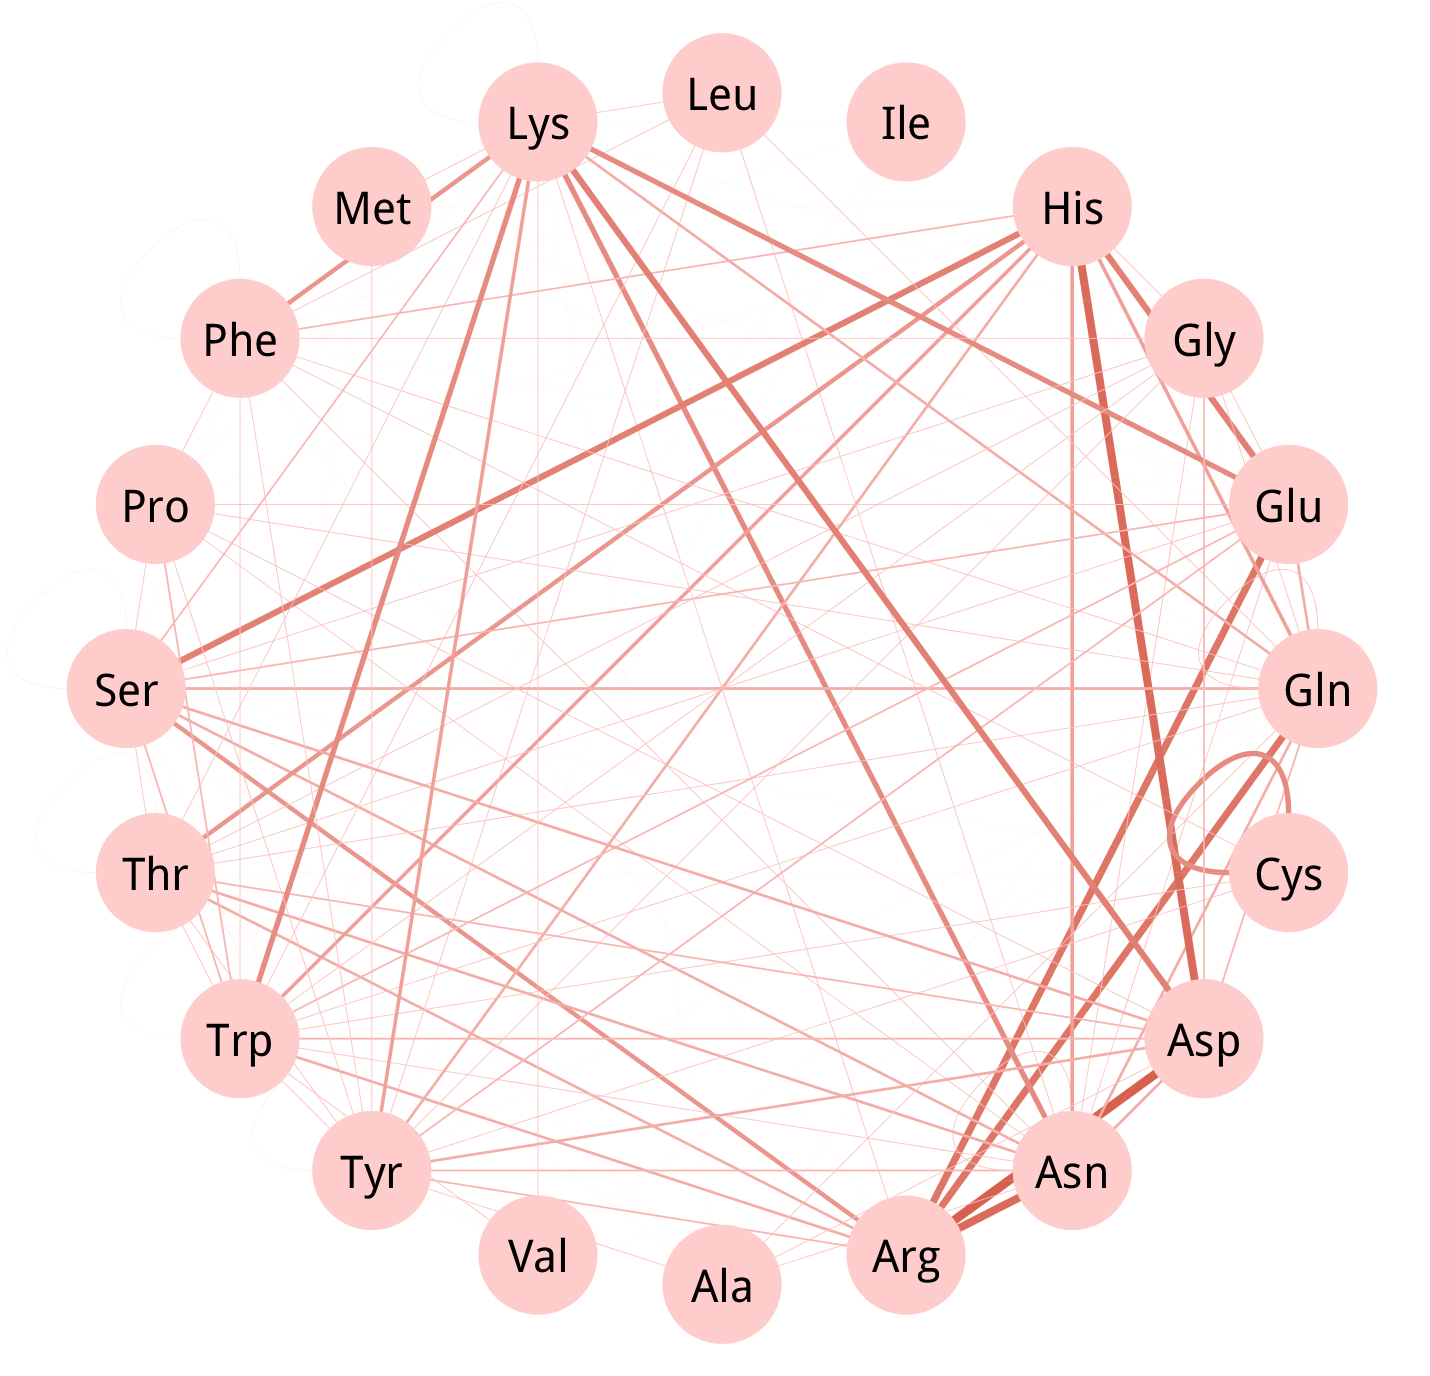 Leu
Lys
Ile
Met
His
Phe
Gly
Pro
Glu
Ser
Gln
Thr
Cys
Trp
Asp
Tyr
Asn
Val
Arg
Ala